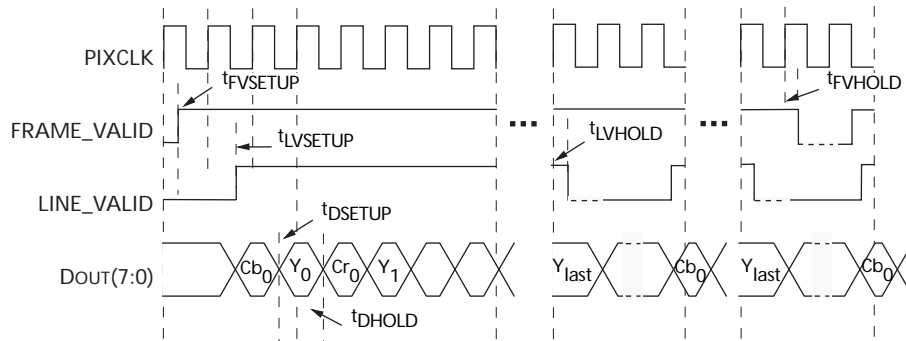 PIXCLK
tFVSETUP
tFVHOLD
FRAME_VALID
tLVSETUP
...
tLVHOLD
...
LINE_VALID
tDSETUP
DOUT(7:0)
Cb0 Y0 Cr0 Y1 Ylast Cb0 Ylast Cb0
tDHOLD